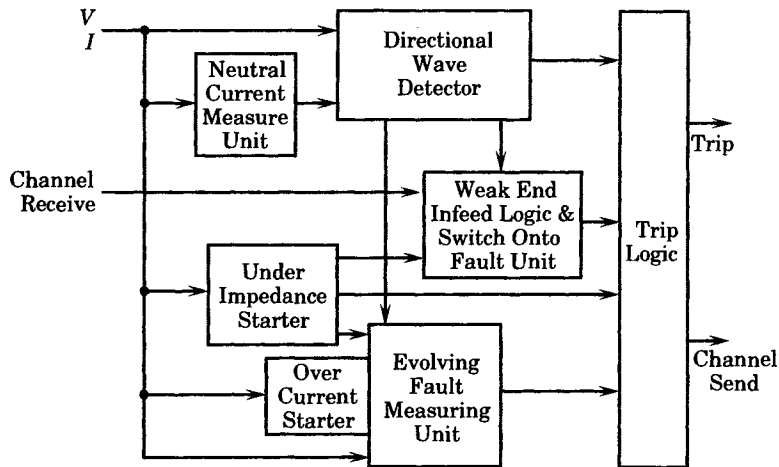 V
I
Directional
Wave
Detector
Neutral
Current
Measure
Unit
Trip
Channel
Receive
Weak End
Infeed Logic &
Switch Onto
Fault Unit
Trip
Logic
Under
Impedance
Starter
Over
Current
Starter
Evolving
Fault
Measuring
Unit
Channel
Send